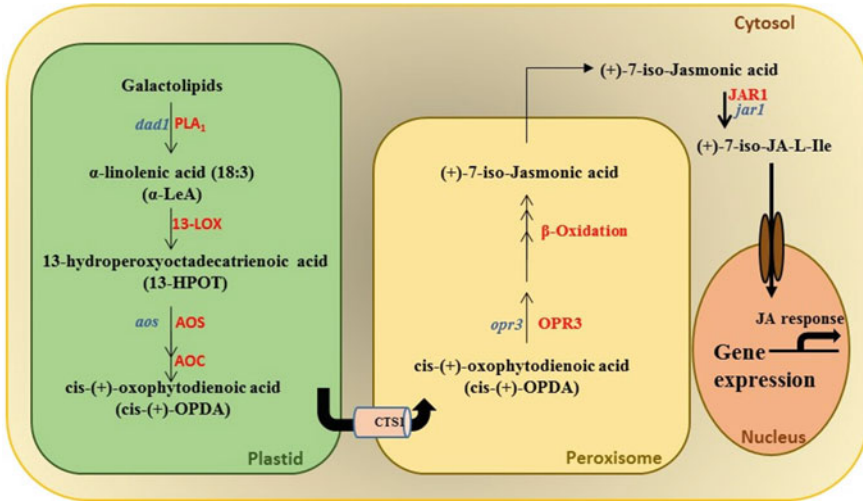 Cytosol
Galactolipids
dad1 PLA₁
α-linolenic acid (18:3)
(α-LeA)
13-LOX
13-hydroperoxyoctadecatrienoic acid
(13-HPOT)
aos AOS
AOC
cis-(+)-oxophytodienoic acid
(cis-(+)-OPDA)
Plastid
CTS1
(+)-7-iso-Jasmonic acid
β-Oxidation
opr3 OPR3
cis-(+)-oxophytodienoic acid
(cis-(+)-OPDA)
Peroxisome
(+)-7-iso-Jasmonic acid
JAR1
jar1
(+)-7-iso-JA-L-Ile
JA response
Gene
expression
Nucleus